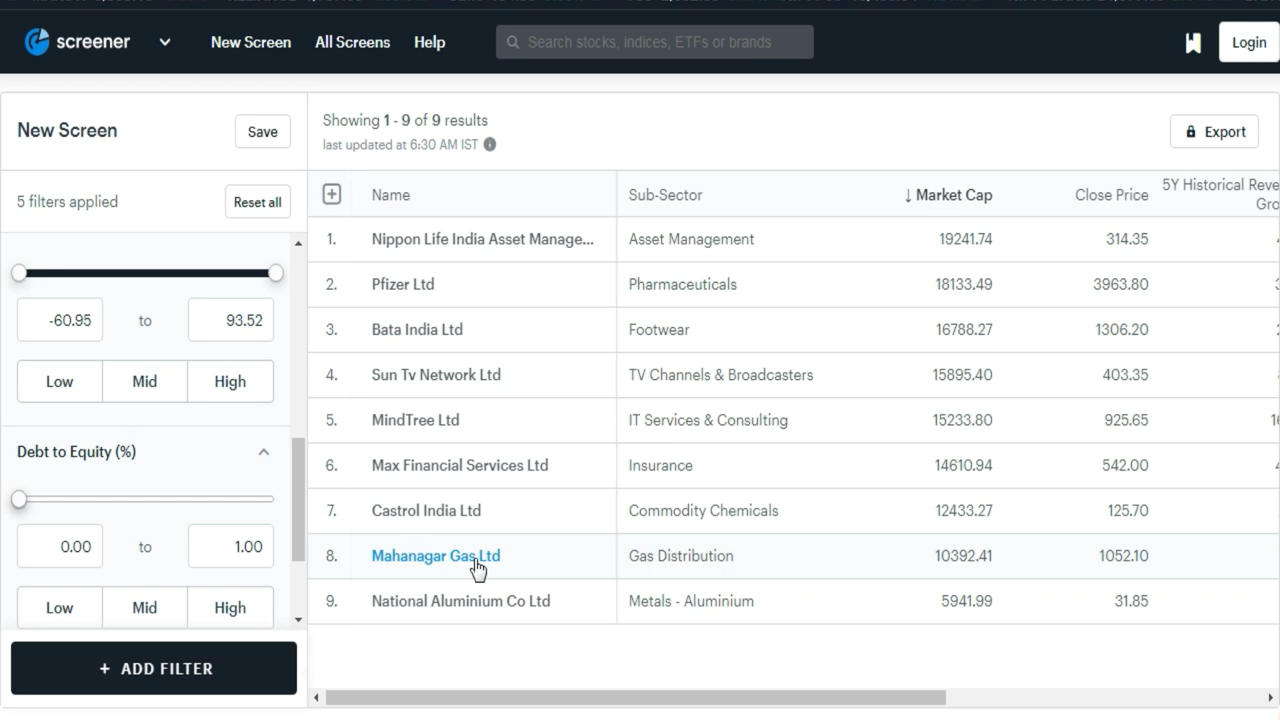 screener
New Screen
All Screens
Help
Search stocks, indices, ETFs or brands
Login
New Screen
Save
5 filters applied
Reset all
-60.95 to 93.52
Low Mid High
Debt to Equity (%)
0.00 to 1.00
Low Mid High
+ ADD FILTER
Showing 1 - 9 of 9 results
last updated at 6:30 AM IST
Export
Name Sub-Sector ↓ Market Cap Close Price 5Y Historical Reve
Gro
1. Nippon Life India Asset Manage... Asset Management 19241.74 314.35
2. Pfizer Ltd Pharmaceuticals 18133.49 3963.80
3. Bata India Ltd Footwear 16788.27 1306.20
4. Sun Tv Network Ltd TV Channels & Broadcasters 15895.40 403.35
5. MindTree Ltd IT Services & Consulting 15233.80 925.65
6. Max Financial Services Ltd Insurance 14610.94 542.00
7. Castrol India Ltd Commodity Chemicals 12433.27 125.70
8. Mahanagar Gas Ltd Gas Distribution 10392.41 1052.10
9. National Aluminium Co Ltd Metals - Aluminium 5941.99 31.85